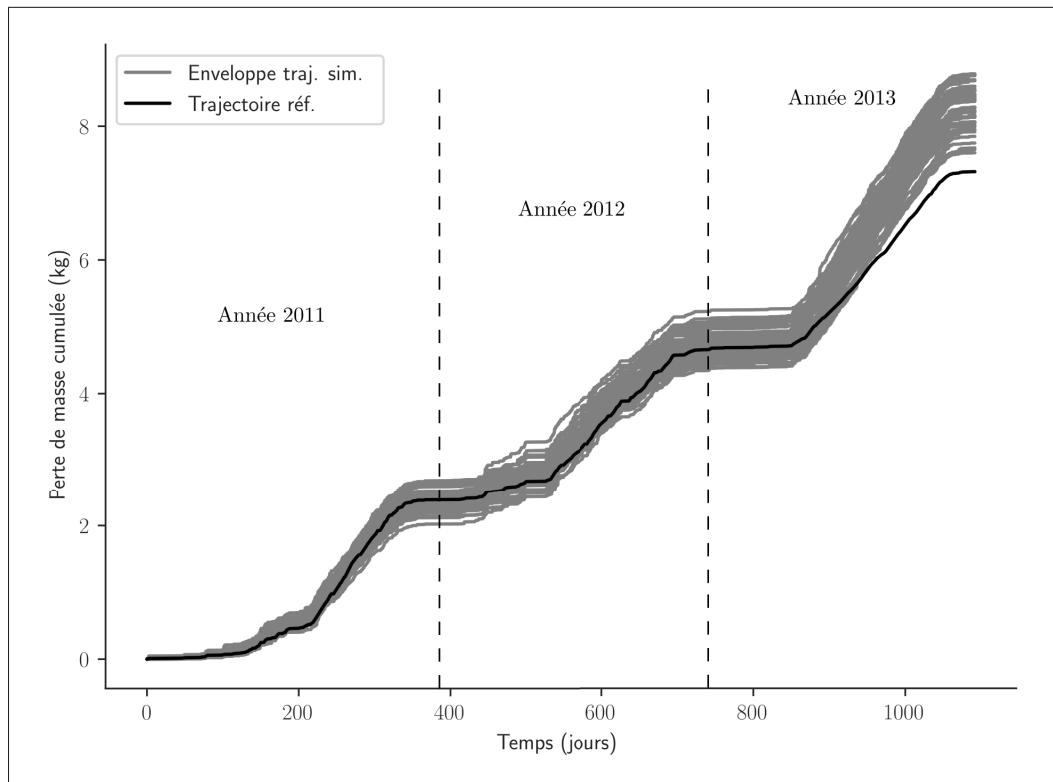 Enveloppe traj. sim.
Trajectoire réf.
Année 2013
Année 2012
Année 2011
8
6
4
2
0
Perte de masse cumulée (kg)
0 200 400 600 800 1000
Temps (jours)